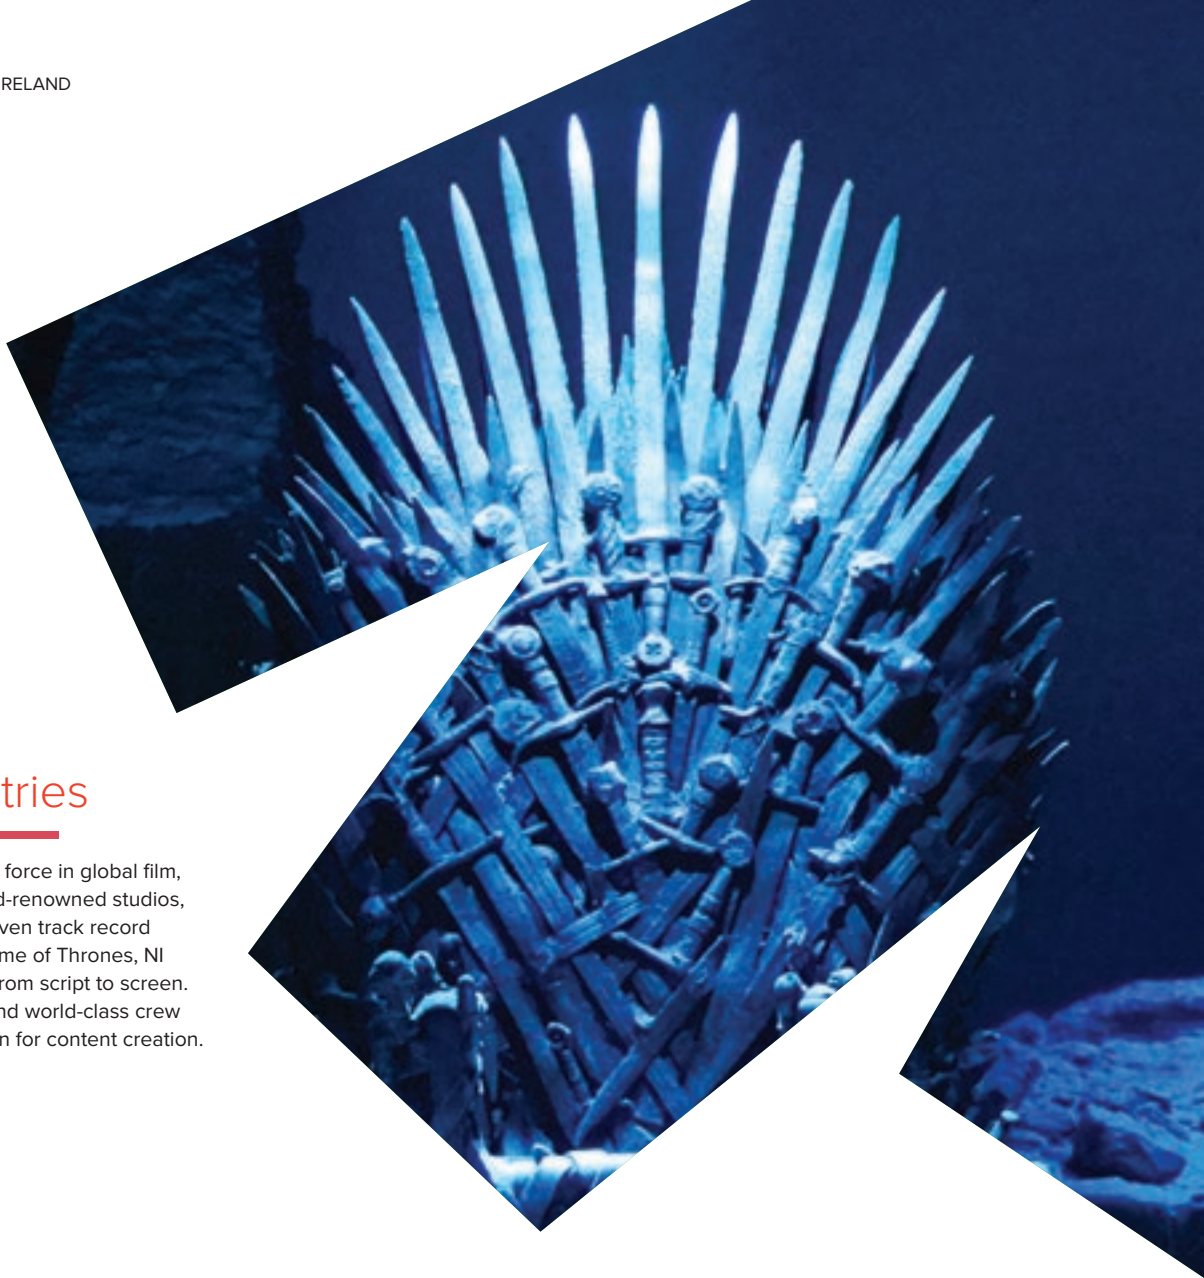 RELAND
tries
force in global film,
d-renowned studios,
ven track record
me of Thrones, NI
rom script to screen.
nd world-class crew
n for content creation.